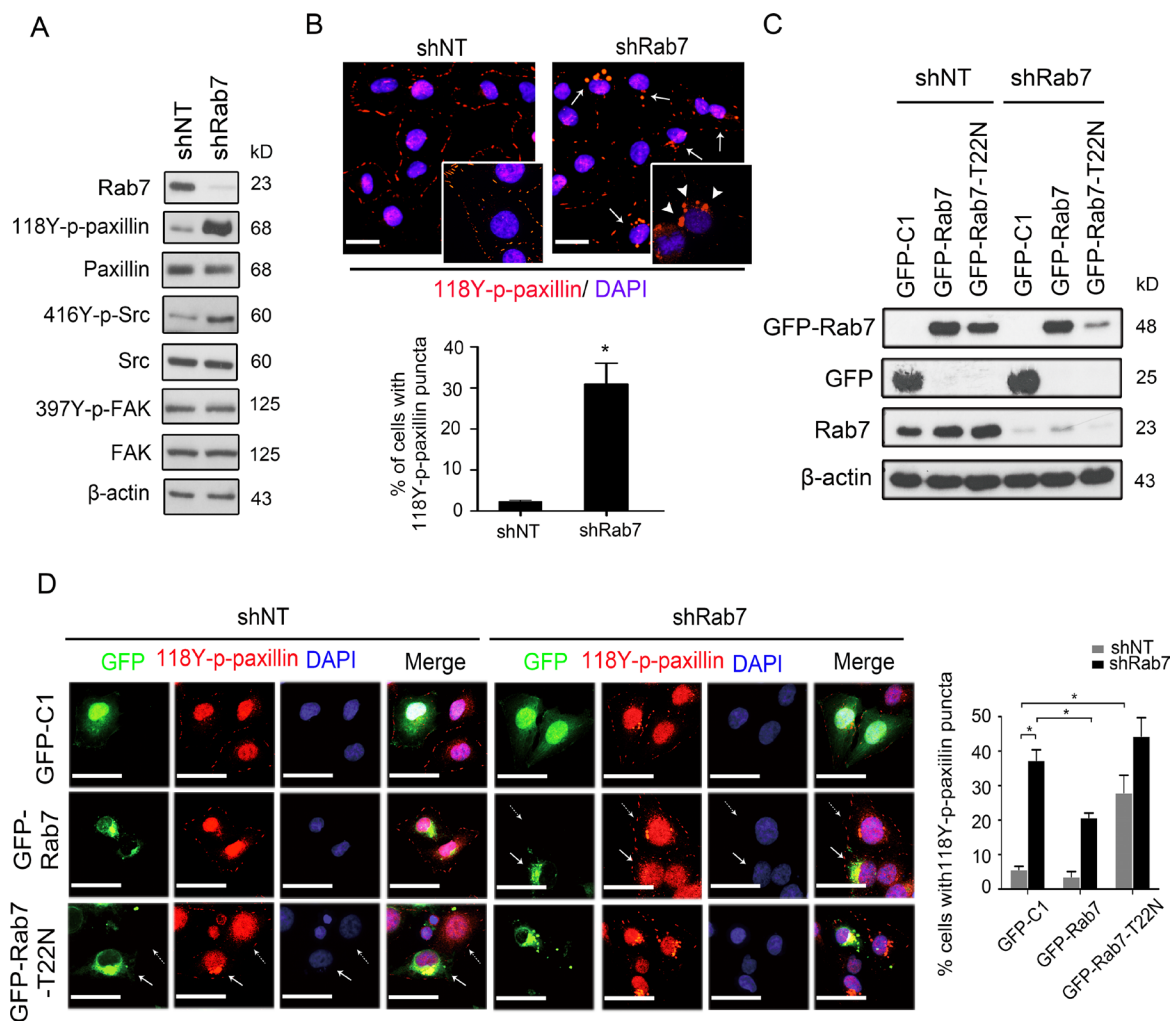 A
shNT
shRab7
kD
Rab7
23
118Y-p-paxillin
68
Paxillin
68
416Y-p-Src
60
Src
60
397Y-p-FAK
125
FAK
125
β-actin
43
B
shNT
shRab7
118Y-p-paxillin/ DAPI
% of cells with
118Y-p-paxillin puncta
40
30
20
10
0
*
shNT
shRab7
C
shNT
shRab7
GFP-C1
GFP-Rab7
GFP-Rab7-T22N
GFP-C1
GFP-Rab7
GFP-Rab7-T22N
kD
GFP-Rab7
48
GFP
25
Rab7
23
β-actin
43
D
shNT
shRab7
GFP
118Y-p-paxillin
DAPI
Merge
GFP
118Y-p-paxillin
DAPI
Merge
GFP-C1
GFP-
Rab7
GFP-Rab7
-T22N
shNT
shRab7
% cells with118Y-p-paxiilin puncta
50
40
30
20
10
0
*
*
*
GFP-C1
GFP-Rab7
GFP-Rab7-T22N